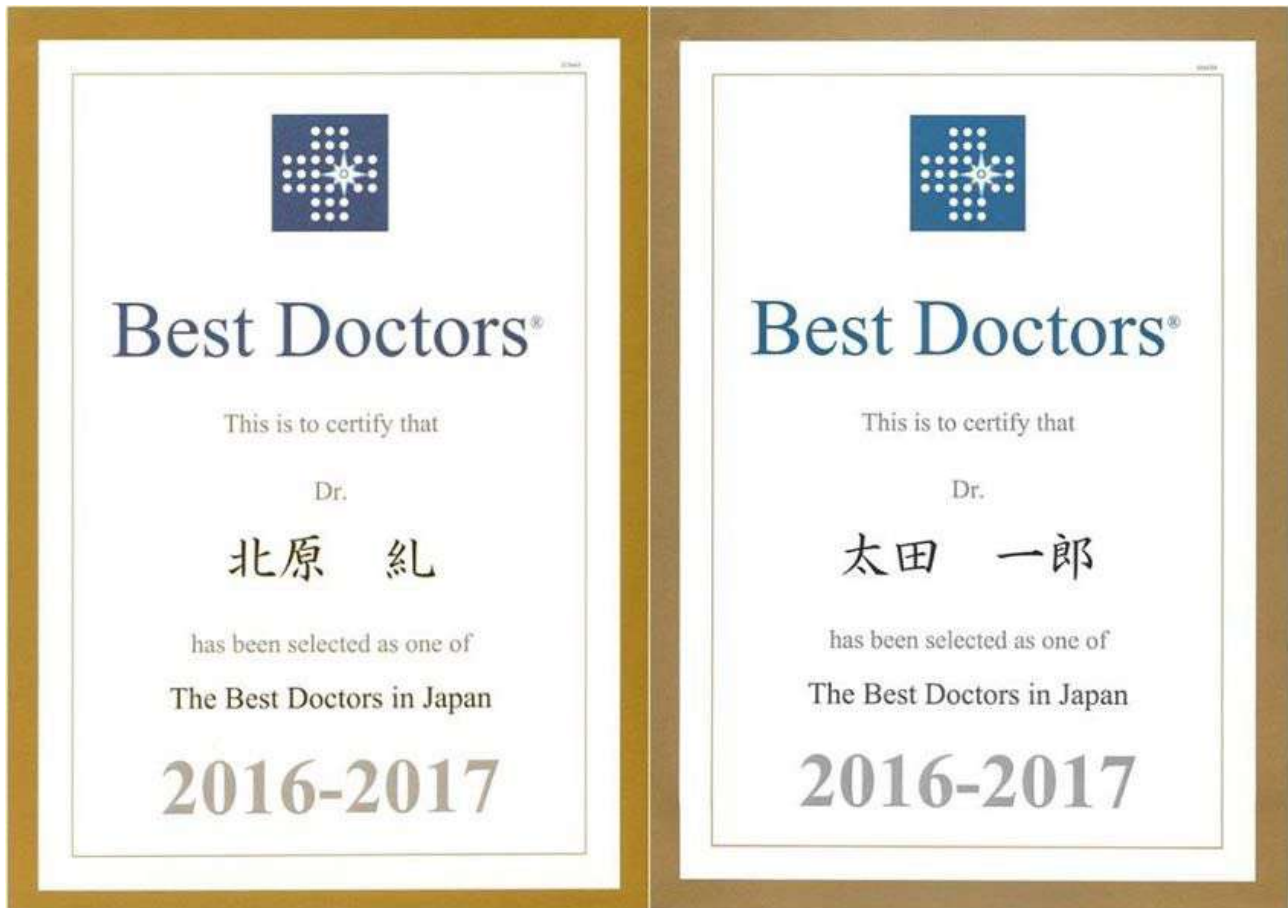 Best Doctors®
This is to certify that
Dr.
北原 糺
has been selected as one of
The Best Doctors in Japan
2016-2017
Best Doctors®
This is to certify that
Dr.
太田 一郎
has been selected as one of
The Best Doctors in Japan
2016-2017